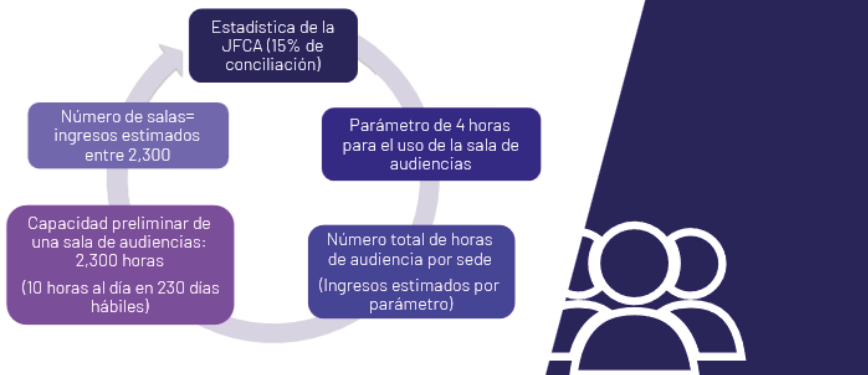 Estadística de la
JFCA (15% de
conciliación)
Parámetro de 4 horas
para el uso de la sala de
audiencias
Número total de horas
de audiencia por sede
(Ingresos estimados por
parámetro)
Capacidad preliminar de
una sala de audiencias:
2,300 horas
(10 horas al día en 230 días
hábiles)
Número de salas=
ingresos estimados
entre 2,300